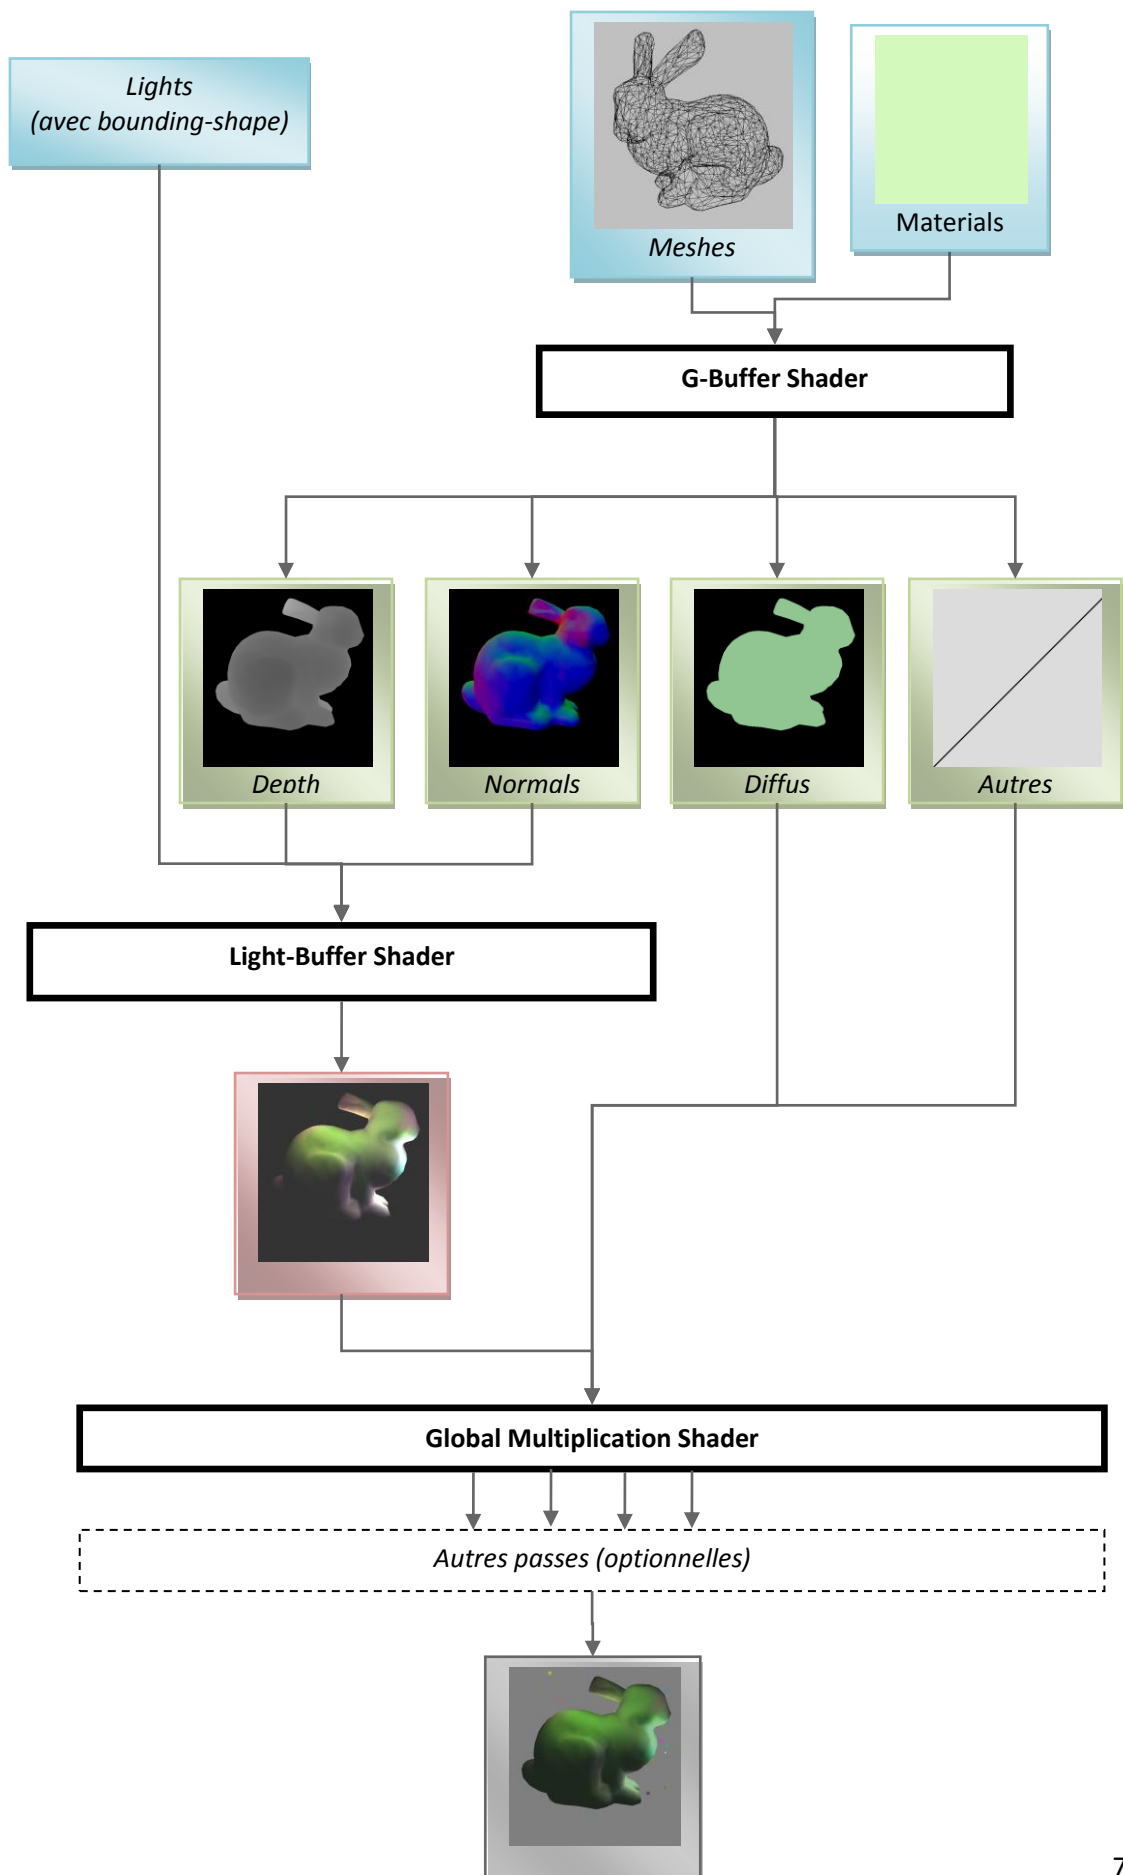 Lights
(avec bounding-shape)
Meshes
Materials
G-Buffer Shader
Depth
Normals
Diffus
Autres
Light-Buffer Shader
Global Multiplication Shader
Autres passes (optionnelles)
7